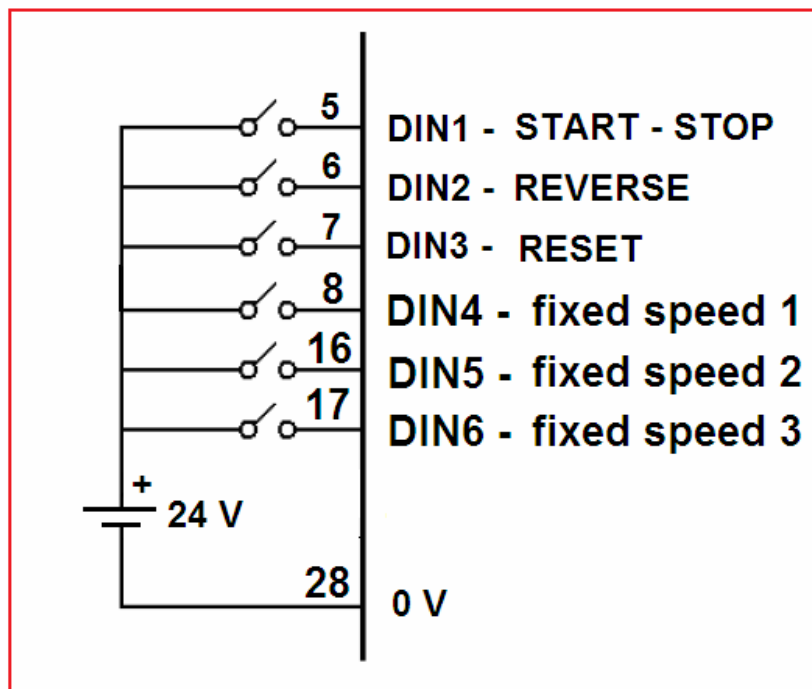 5 DIN1 - START - STOP
6 DIN2 - REVERSE
7 DIN3 - RESET
8 DIN4 - fixed speed 1
16 DIN5 - fixed speed 2
17 DIN6 - fixed speed 3
+
24 V
28 0 V